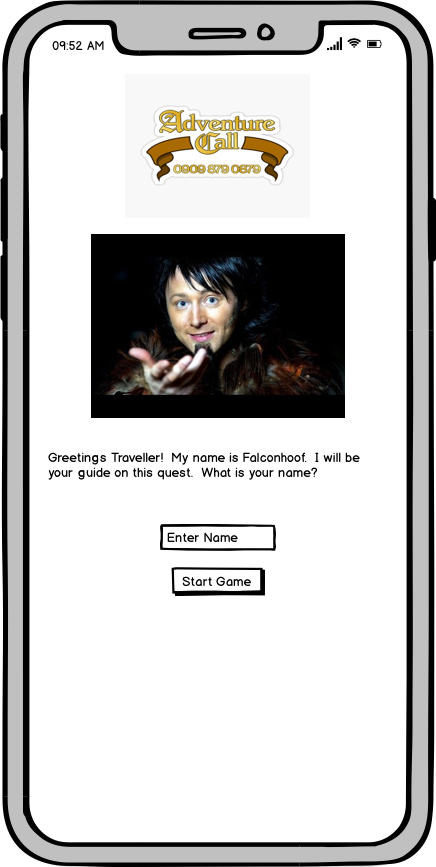 09:52 AM
Adventure
Call
0909 879 0879
Greetings Traveller!  My name is Falconhoof.  I will be
your guide on this quest.  What is your name?
Enter Name
Start Game